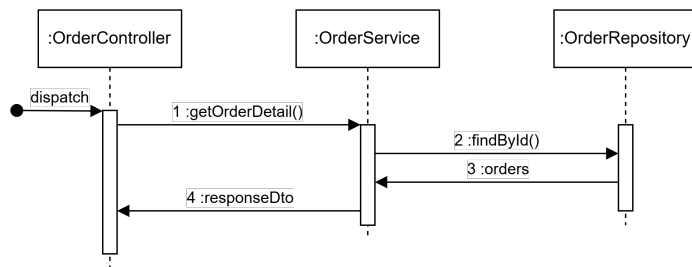 :OrderController
:OrderService
:OrderRepository
dispatch
1 :getOrderDetail()
2 :findById()
3 :orders
4 :responseDto